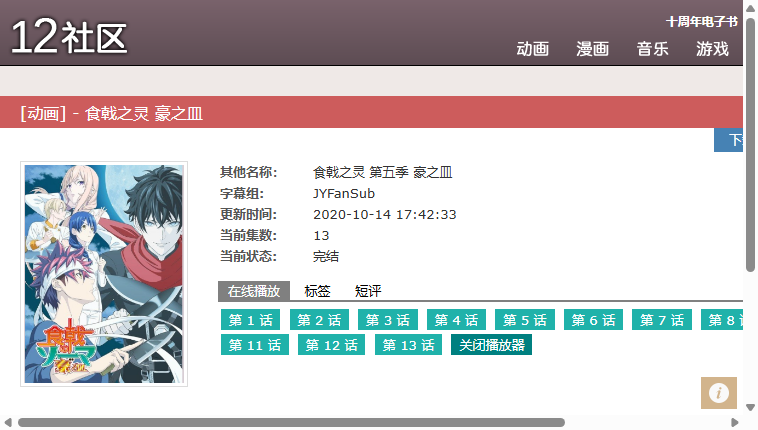 12社区
十周年电子书
动画 漫画 音乐 游戏
[动画] - 食戟之灵 豪之皿
其他名称: 食戟之灵 第五季 豪之皿
字幕组: JYFanSub
更新时间: 2020-10-14 17:42:33
当前集数: 13
当前状态: 完结
在线播放 标签 短评
第 1 话 第 2 话 第 3 话 第 4 话 第 5 话 第 6 话 第 7 话 第 8
第 11 话 第 12 话 第 13 话 关闭播放器
食戟
ソーマ